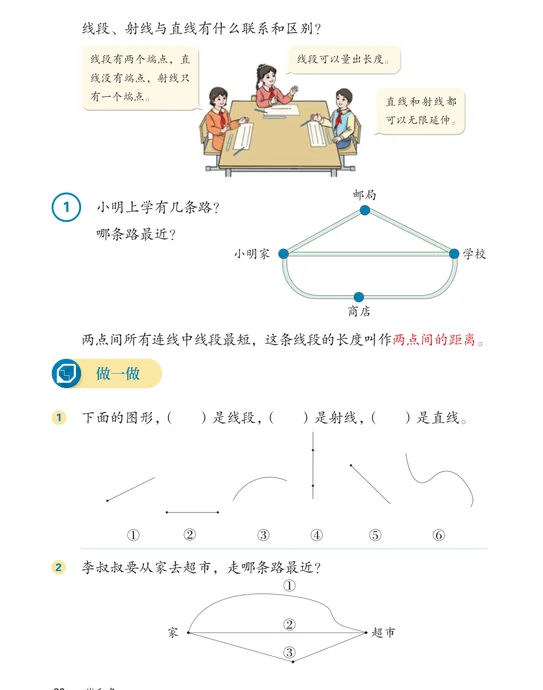 线段、射线与直线有什么联系和区别?
线段有两个端点，直
线没有端点，射线只
有一个端点。
线段可以量出长度。
直线和射线都
可以无限延伸。
1 小明上学有几条路?
哪条路最近?
邮局
小明家
学校
商店
两点间所有连线中线段最短，这条线段的长度叫作两点间的距离。
做一做
1 下面的图形，（　　）是线段，（　　）是射线，（　　）是直线。
① ② ③ ④ ⑤ ⑥
2 李叔叔要从家去超市，走哪条路最近?
①
家
②
超市
③